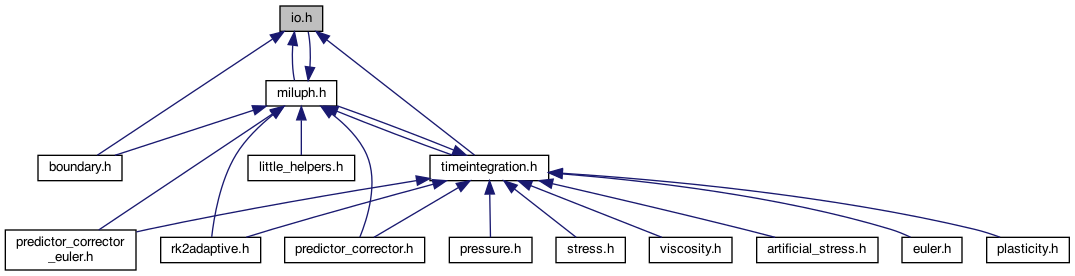 io.h
miluph.h
boundary.h
little_helpers.h
timeintegration.h
predictor_corrector
_euler.h
rk2adaptive.h
predictor_corrector.h
pressure.h
stress.h
viscosity.h
artificial_stress.h
euler.h
plasticity.h